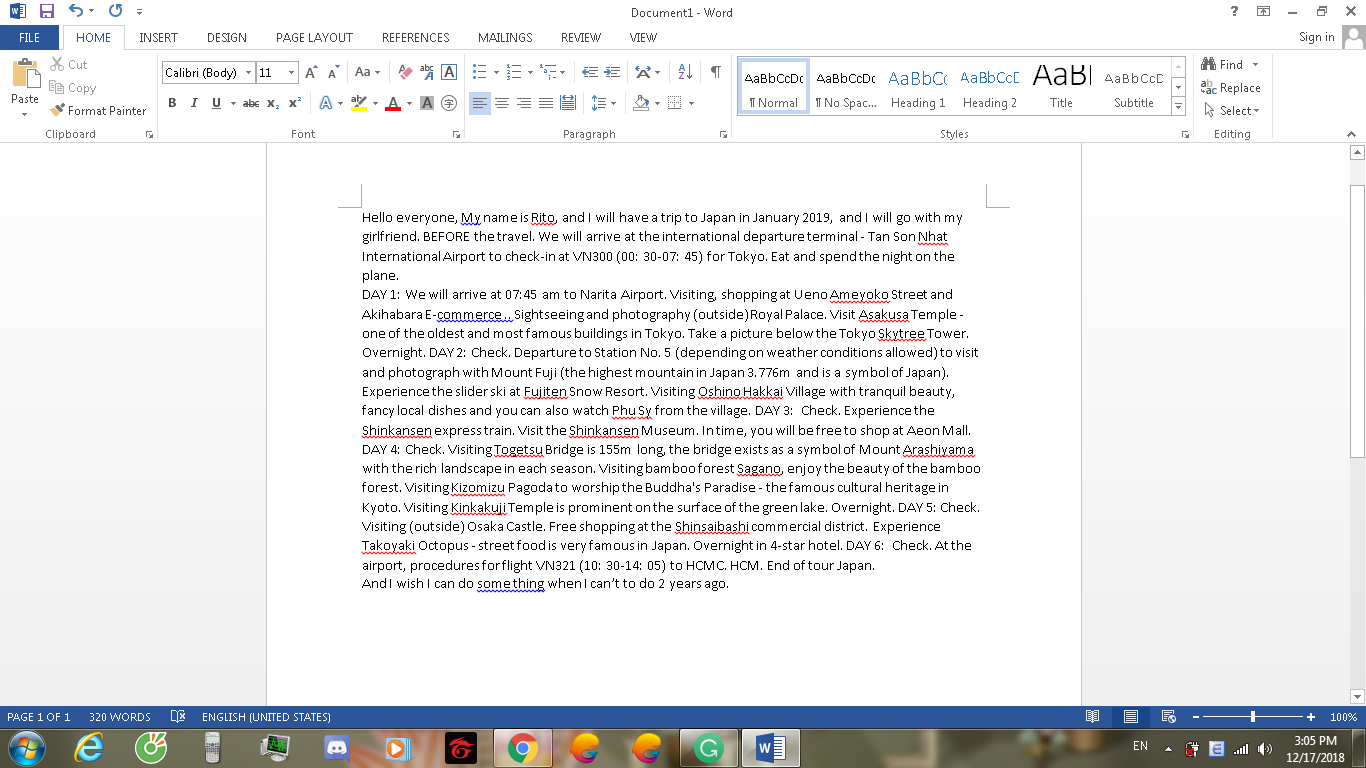 Document1 - Word
FILE HOME INSERT DESIGN PAGE LAYOUT REFERENCES MAILINGS REVIEW VIEW Sign in
Paste Cut Copy Format Painter
Calibri (Body) 11
¶ Normal ¶ No Spac... Heading 1 Heading 2 Title Subtitle
Find Replace Select
Clipboard Font Paragraph Styles Editing
Hello everyone, My name is Rito, and I will have a trip to Japan in January 2019, and I will go with my
girlfriend. BEFORE the travel. We will arrive at the international departure terminal - Tan Son Nhat
International Airport to check-in at VN300 (00: 30-07: 45) for Tokyo. Eat and spend the night on the
plane.
DAY 1: We will arrive at 07:45 am to Narita Airport. Visiting, shopping at Ueno Ameyoko Street and
Akihabara E-commerce., Sightseeing and photography (outside)Royal Palace. Visit Asakusa Temple -
one of the oldest and most famous buildings in Tokyo. Take a picture below the Tokyo Skytree Tower.
Overnight. DAY 2: Check. Departure to Station No. 5 (depending on weather conditions allowed) to visit
and photograph with Mount Fuji (the highest mountain in Japan 3.776m and is a symbol of Japan).
Experience the slider ski at Fujiten Snow Resort. Visiting Oshino Hakkai Village with tranquil beauty,
fancy local dishes and you can also watch Phu Sy from the village. DAY 3: Check. Experience the
Shinkansen express train. Visit the Shinkansen Museum. In time, you will be free to shop at Aeon Mall.
DAY 4: Check. Visiting Togetsu Bridge is 155m long, the bridge exists as a symbol of Mount Arashiyama
with the rich landscape in each season. Visiting bamboo forest Sagano, enjoy the beauty of the bamboo
forest. Visiting Kizomizu Pagoda to worship the Buddha's Paradise - the famous cultural heritage in
Kyoto. Visiting Kinkakuji Temple is prominent on the surface of the green lake. Overnight. DAY 5: Check.
Visiting (outside) Osaka Castle. Free shopping at the Shinsaibashi commercial district. Experience
Takoyaki Octopus - street food is very famous in Japan. Overnight in 4-star hotel. DAY 6: Check. At the
airport, procedures for flight VN321 (10: 30-14: 05) to HCMC. HCM. End of tour Japan.
And I wish I can do some thing when I can't to do 2 years ago.
PAGE 1 OF 1 320 WORDS ENGLISH (UNITED STATES) 100%
EN 3:05 PM
12/17/2018